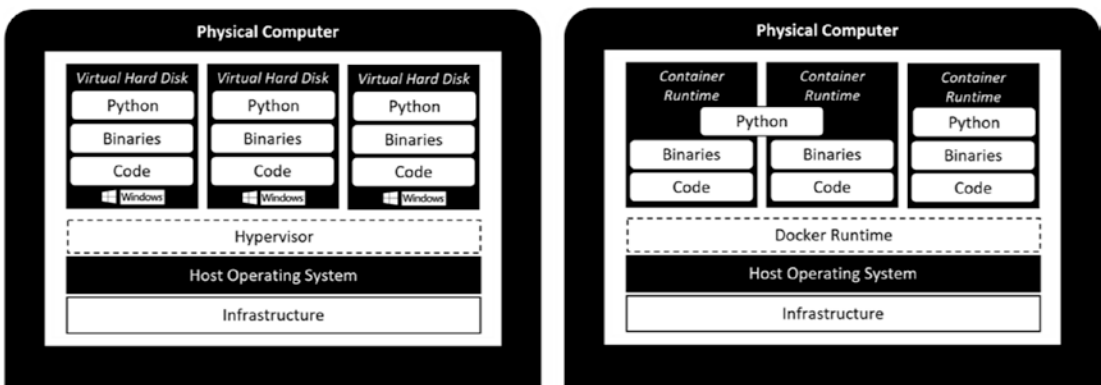 Physical Computer
Virtual Hard Disk
Python
Binaries
Code
Windows
Virtual Hard Disk
Python
Binaries
Code
Windows
Virtual Hard Disk
Python
Binaries
Code
Windows
Hypervisor
Host Operating System
Infrastructure
Physical Computer
Container
Runtime
Container
Runtime
Python
Binaries
Code
Binaries
Code
Container
Runtime
Python
Binaries
Code
Docker Runtime
Host Operating System
Infrastructure